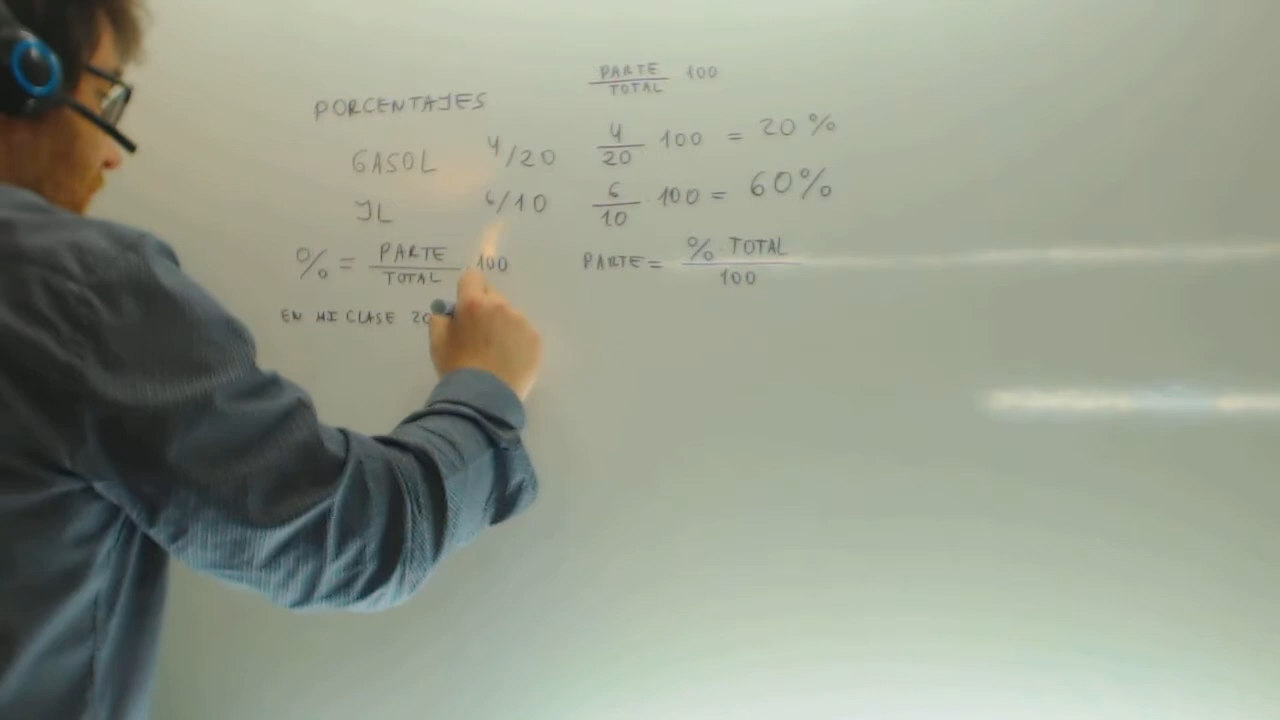 PARTE
TOTAL 100
PORCENTAJES
GASOL 4/20 4/20 100 = 20 %
JL 6/10 6/10 · 100 = 60%
% = PARTE/TOTAL · 100
PARTE = % TOTAL/100
EN MI CLASE 20